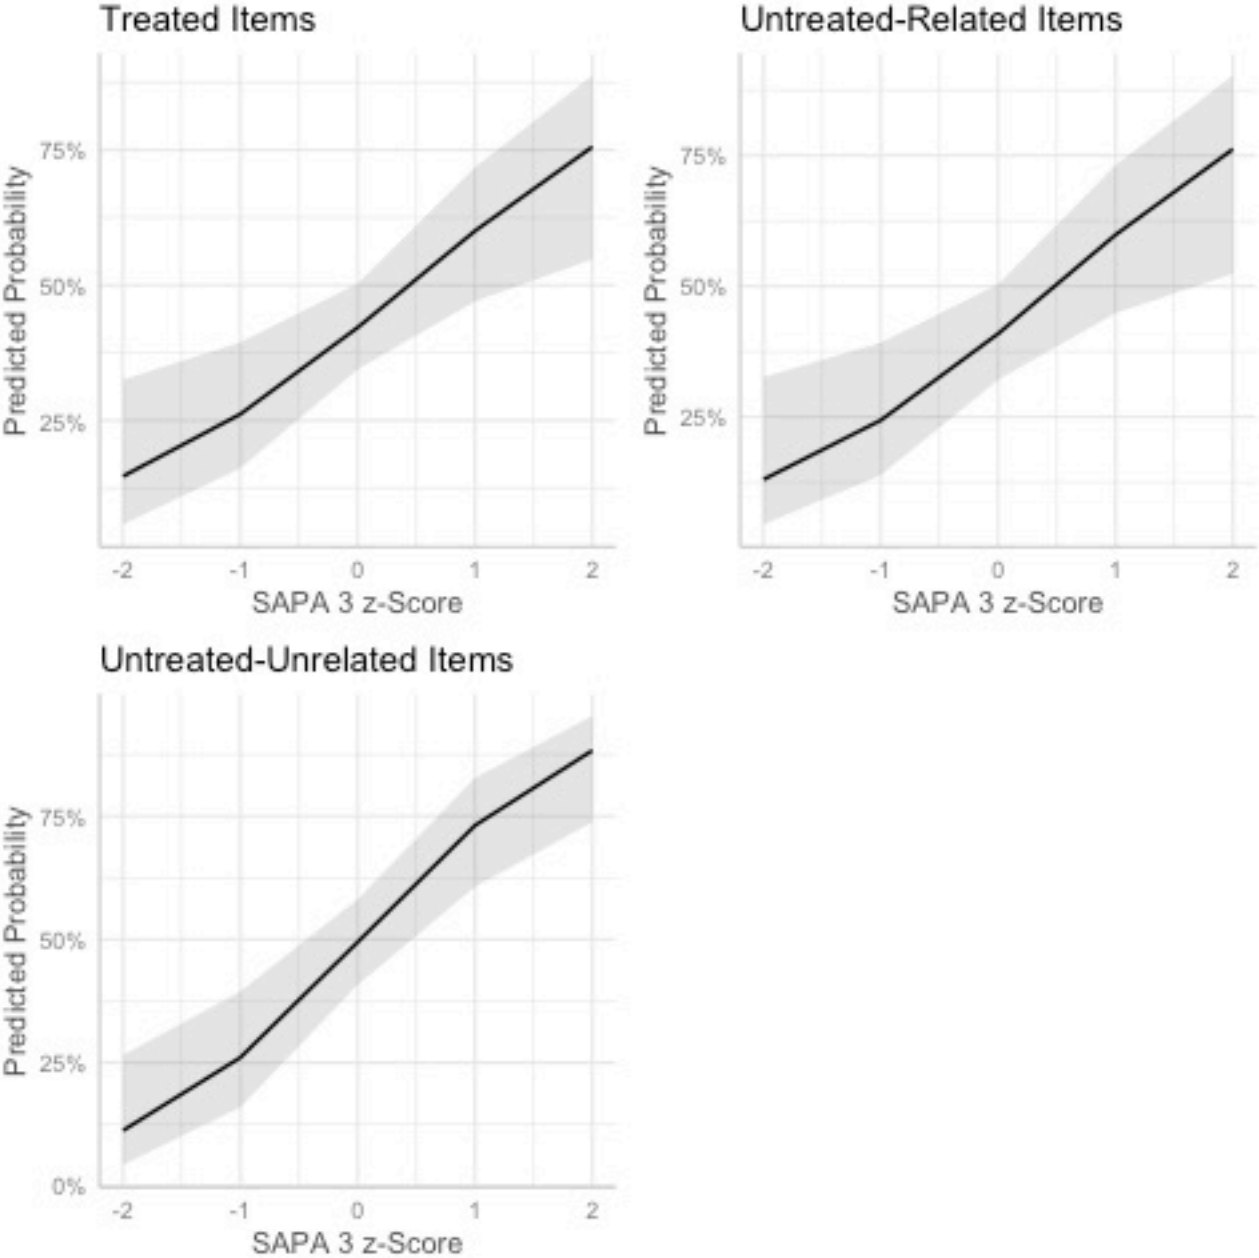 Treated Items
Predicted Probability
75%
50%
25%
-2 -1 0 1 2
SAPA 3 z-Score
Untreated-Related Items
Predicted Probability
75%
50%
25%
-2 -1 0 1 2
SAPA 3 z-Score
Untreated-Unrelated Items
Predicted Probability
75%
50%
25%
0%
-2 -1 0 1 2
SAPA 3 z-Score